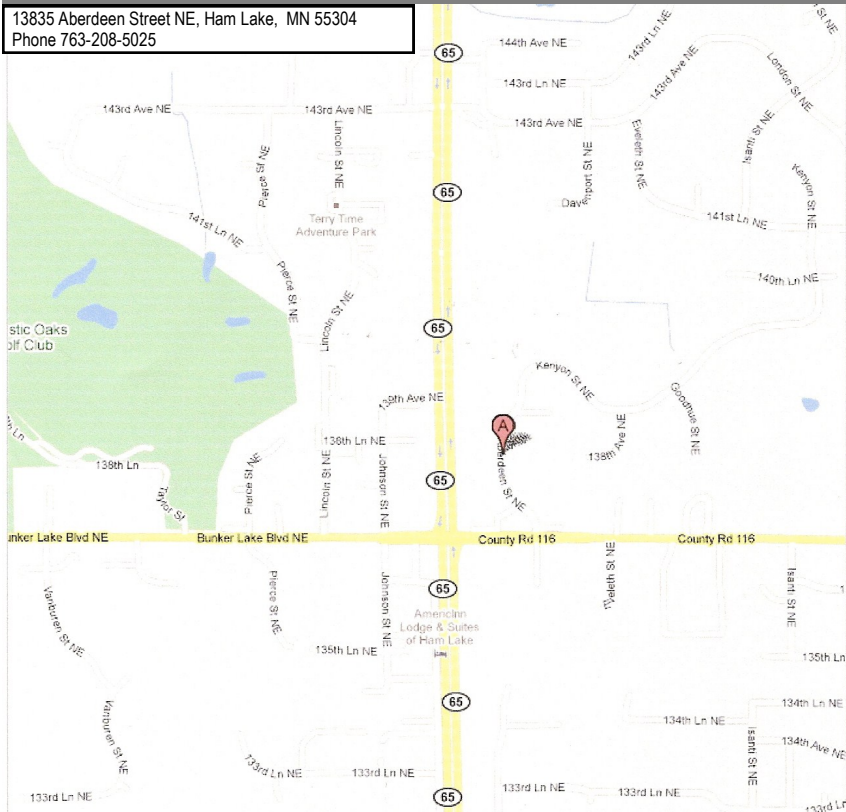 13835 Aberdeen Street NE, Ham Lake, MN 55304
Phone 763-208-5025
65
144th Ave NE
143rd Ln NE
143rd Ave NE
London St NE
St NE
143rd Ave NE
143rd Ave NE
143rd Ave NE
Lincoln St NE
Pierce St NE
Eveleth St NE
Isanti St NE
Kenyon St NE
65
Terry Time
Adventure Park
141st Ln NE
141st Ln NE
Pierce St NE
140th Ln NE
Lincoln St NE
65
stic Oaks
olf Club
Kenyon St NE
Goodhue St NE
139th Ave NE
A
136th Ln NE
138th Ave NE
138th Ln
Pierce St NE
Lincoln St NE
Johnson St NE
65
Taylor St
unker Lake Blvd NE
Bunker Lake Blvd NE
County Rd 116
County Rd 116
Pierce St NE
Johnson St NE
65
Isanti St NE
AmericInn
Lodge & Suites
of Ham Lake
Vanburen St NE
135th Ln NE
135th Ln
65
134th Ln NE
134th Ln NE
Vanburen St NE
Isanti St NE
134th Ave NE
133rd Ln NE
133rd Ln NE
133rd Ln NE
133rd Ln NE
133rd Ln NE
65
133rd Ln